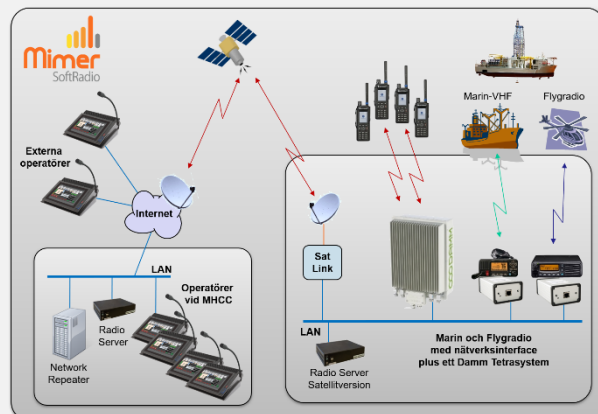 Mimer
SoftRadio
Externa
operatörer
Internet
LAN
Operatörer
vid MHCC
Radio
Server
Network
Repeater
Marin-VHF
Flygradio
Sat
Link
LAN
Radio Server
Satellitversion
Marin och Flygradio
med nätverksinterface
plus ett Damm Tetrasystem